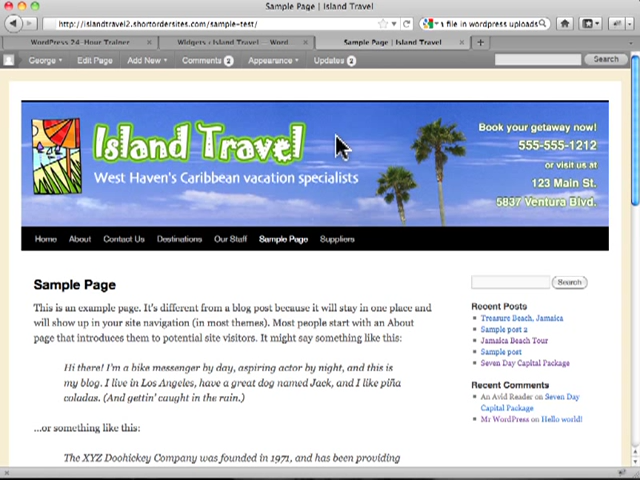 Sample Page | Island Travel
http://islandtravel2.shortordersites.com/sample-test/
file in wordpress uploads
WordPress 24-Hour Trainer
Widgets ‹ Island Travel — Word...
Sample Page | Island Travel
George
Edit Page
Add New
Comments 2
Appearance
Updates 2
Search
Island Travel
West Haven's Caribbean vacation specialists
Book your getaway now!
555-555-1212
or visit us at
123 Main St.
5837 Ventura Blvd.
Home About Contact Us Destinations Our Staff Sample Page Suppliers
Sample Page
This is an example page. It's different from a blog post because it will stay in one place and
will show up in your site navigation (in most themes). Most people start with an About
page that introduces them to potential site visitors. It might say something like this:
Hi there! I'm a bike messenger by day, aspiring actor by night, and this is
my blog. I live in Los Angeles, have a great dog named Jack, and I like piña
coladas. (And gettin' caught in the rain.)
...or something like this:
The XYZ Doohickey Company was founded in 1971, and has been providing
Search
Recent Posts
Treasure Beach, Jamaica
Sample post 2
Jamaica Beach Tour
Sample post
Seven Day Capital Package
Recent Comments
An Avid Reader on Seven Day
Capital Package
Mr WordPress on Hello world!